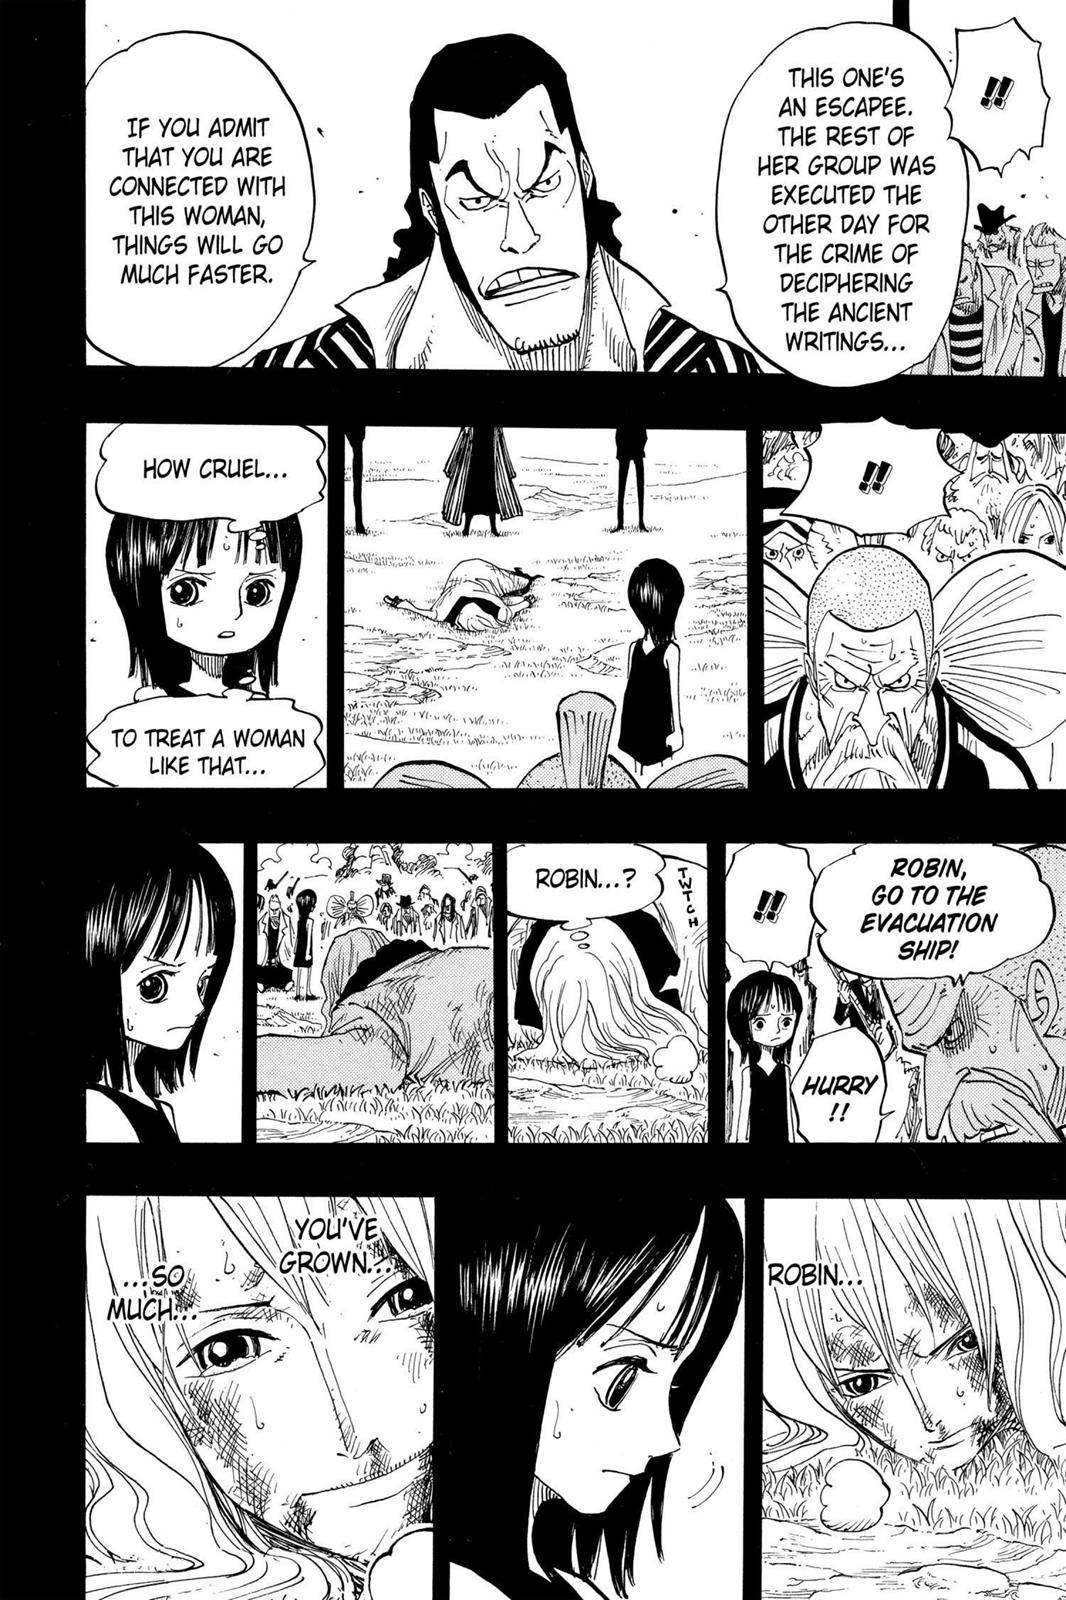 !!
THIS ONE'S
AN ESCAPEE.
THE REST OF
HER GROUP WAS
EXECUTED THE
OTHER DAY FOR
THE CRIME OF
DECIPHERING
THE ANCIENT
WRITINGS...
IF YOU ADMIT
THAT YOU ARE
CONNECTED WITH
THIS WOMAN,
THINGS WILL GO
MUCH FASTER.
!!
HOW CRUEL...
TO TREAT A WOMAN
LIKE THAT...
ROBIN,
GO TO THE
EVACUATION
SHIP!
!!
HURRY
!!
TWTCH
ROBIN...?
ROBIN...
YOU'VE
GROWN...
...SO
MUCH...